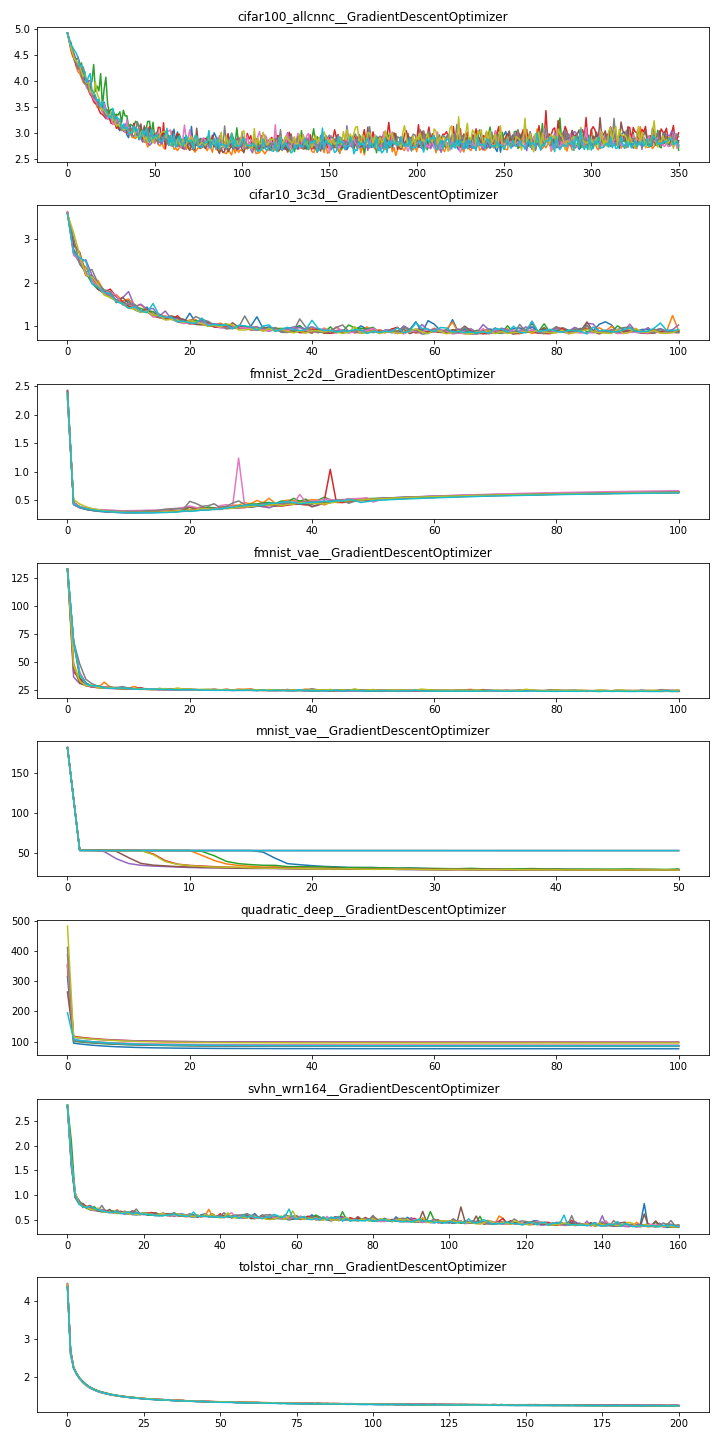 cifar100_allcnnc__GradientDescentOptimizer
5.0
4.5
4.0
3.5
3.0
2.5
0 50 100 150 200 250 300 350
cifar10_3c3d__GradientDescentOptimizer
3
2
1
0 20 40 60 80 100
fmnist_2c2d__GradientDescentOptimizer
2.5
2.0
1.5
1.0
0.5
0 20 40 60 80 100
fmnist_vae__GradientDescentOptimizer
125
100
75
50
25
0 20 40 60 80 100
mnist_vae__GradientDescentOptimizer
150
100
50
0 10 20 30 40 50
quadratic_deep__GradientDescentOptimizer
500
400
300
200
100
0 20 40 60 80 100
svhn_wrn164__GradientDescentOptimizer
2.5
2.0
1.5
1.0
0.5
0 20 40 60 80 100 120 140 160
tolstoi_char_rnn__GradientDescentOptimizer
4
3
2
0 25 50 75 100 125 150 175 200